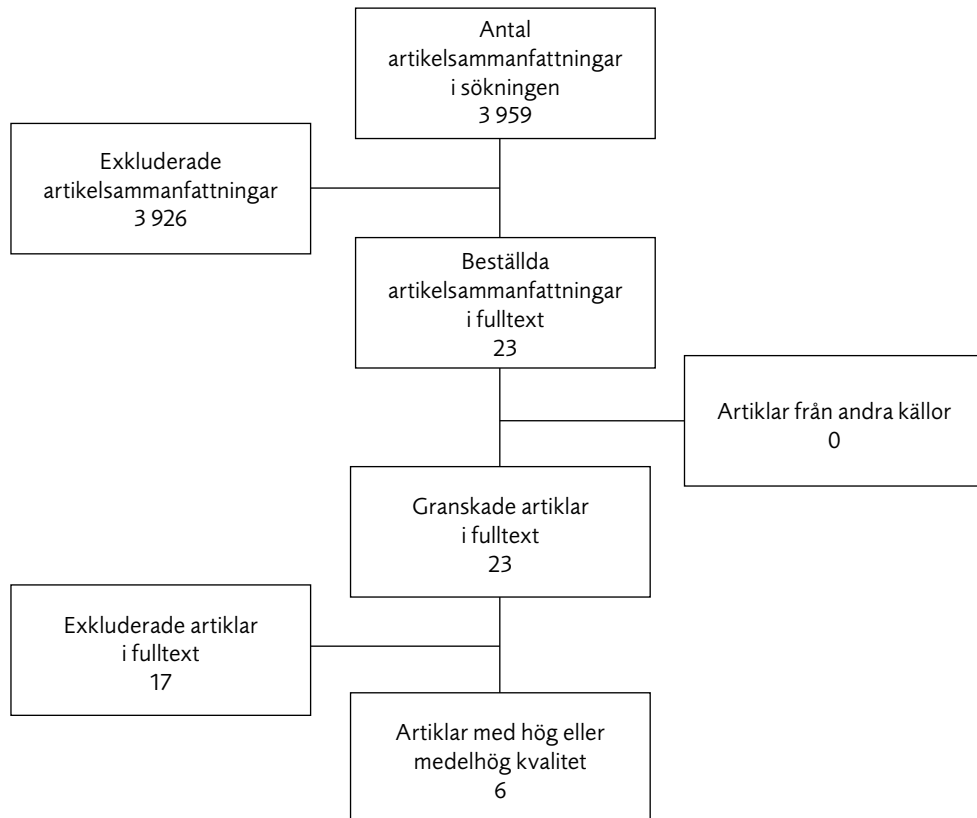 Antal
artikelsammanfattningar
i sökningen
3 959
Exkluderade
artikelsammanfattningar
3 926
Beställda
artikelsammanfattningar
i fulltext
23
Artiklar från andra källor
0
Granskade artiklar
i fulltext
23
Exkluderade artiklar
i fulltext
17
Artiklar med hög eller
medelhög kvalitet
6